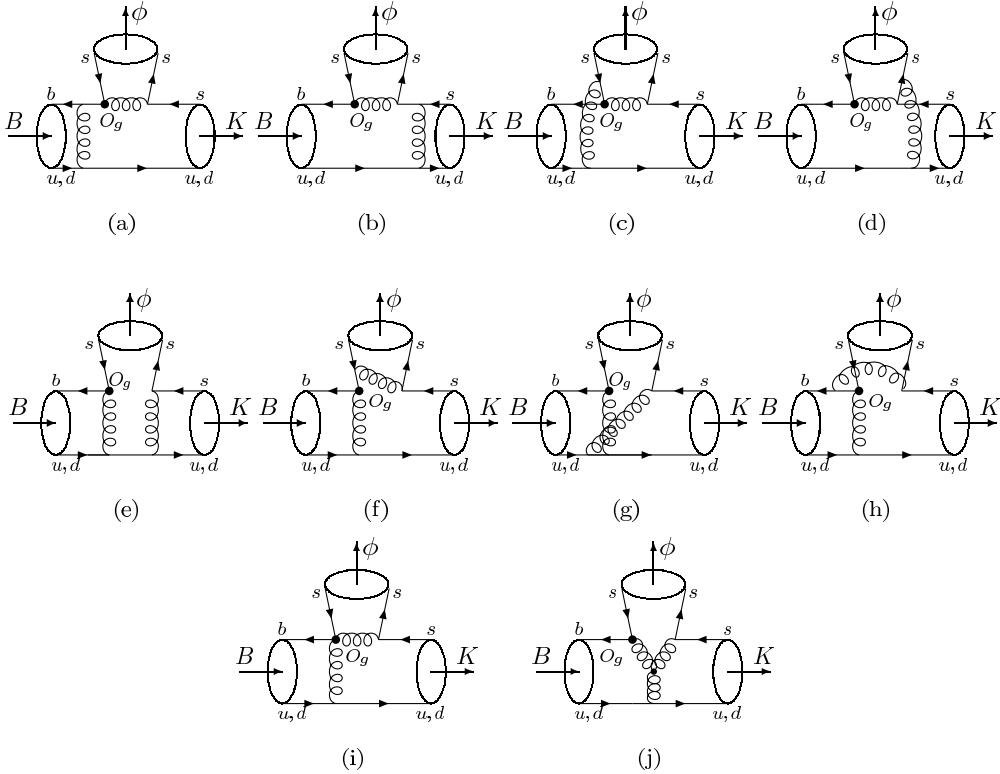 ϕ ϕ ϕ ϕ
s s s s s s s s
b s b s b s b s
B O_g K B O_g K B O_g K B O_g K
u,d u,d u,d u,d u,d u,d u,d u,d
(a) (b) (c) (d)
ϕ ϕ ϕ ϕ
s s s s s s s s
b O_g s b s b O_g s b s
B K B O_g K B K B O_g K
u,d u,d u,d u,d u,d u,d u,d u,d
(e) (f) (g) (h)
ϕ ϕ
s s s s
b s b s
B O_g K B O_g K
u,d u,d u,d u,d
(i) (j)